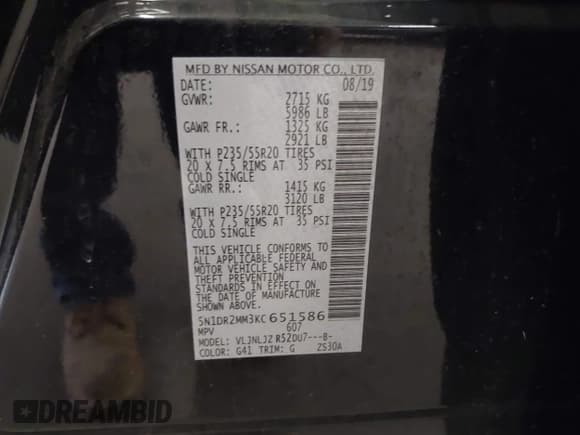 MFD BY NISSAN MOTOR CO., LTD.
DATE: 08/19
GVWR: 2715 KG
5986 LB
GAWR FR.: 1325 KG
2921 LB
WITH P235/55R20 TIRES
20 X 7.5 RIMS AT 35 PSI
COLD SINGLE
GAWR RR.: 1415 KG
3120 LB
WITH P235/55R20 TIRES
20 X 7.5 RIMS AT 35 PSI
COLD SINGLE
THIS VEHICLE CONFORMS TO
ALL APPLICABLE FEDERAL
MOTOR VEHICLE SAFETY AND
THEFT PREVENTION
STANDARDS IN EFFECT ON
THE DATE OF MANUFACTURE
SHOWN ABOVE.
5N1DR2MM3KC651586
MPV 607
MODEL: VLJNLJZ R52DU7---B-
COLOR: G41 TRIM: G ZS30A
DREAMBID